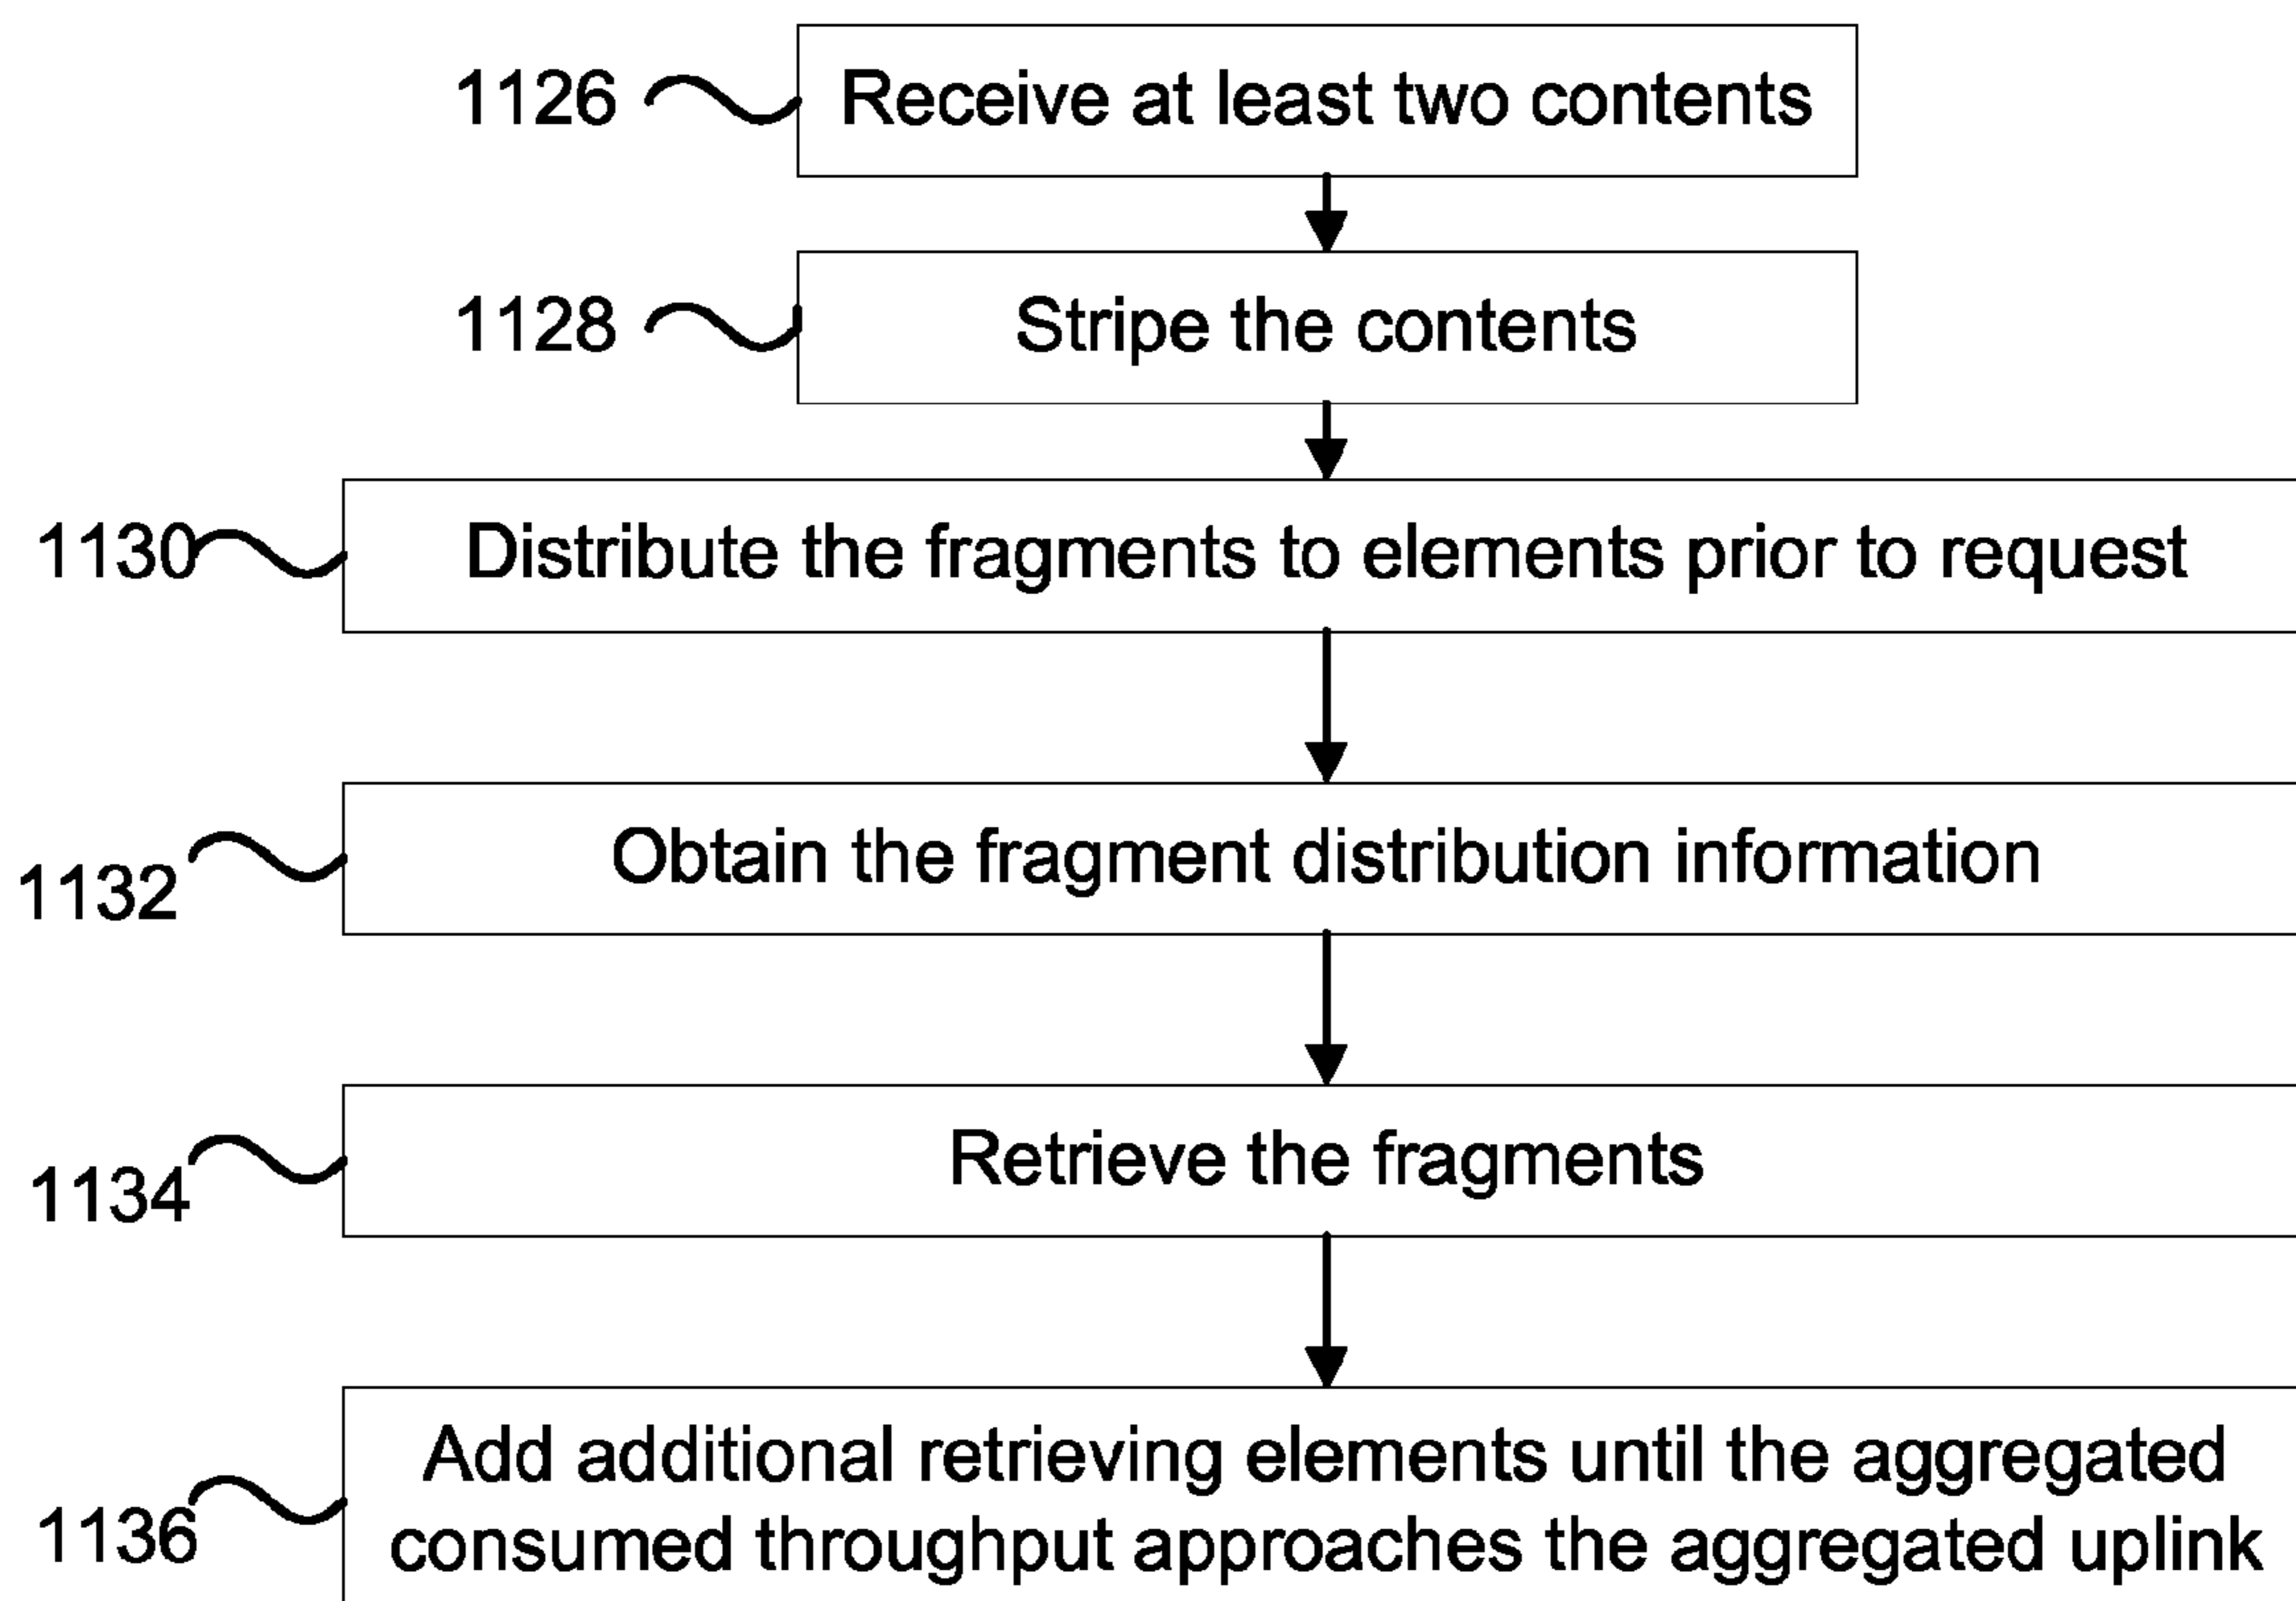 1126 Receive at least two contents
1128 Stripe the contents
1130 Distribute the fragments to elements prior to request
1132 Obtain the fragment distribution information
1134 Retrieve the fragments
Add additional retrieving elements until the aggregated
1136 consumed throughput approaches the aggregated uplink